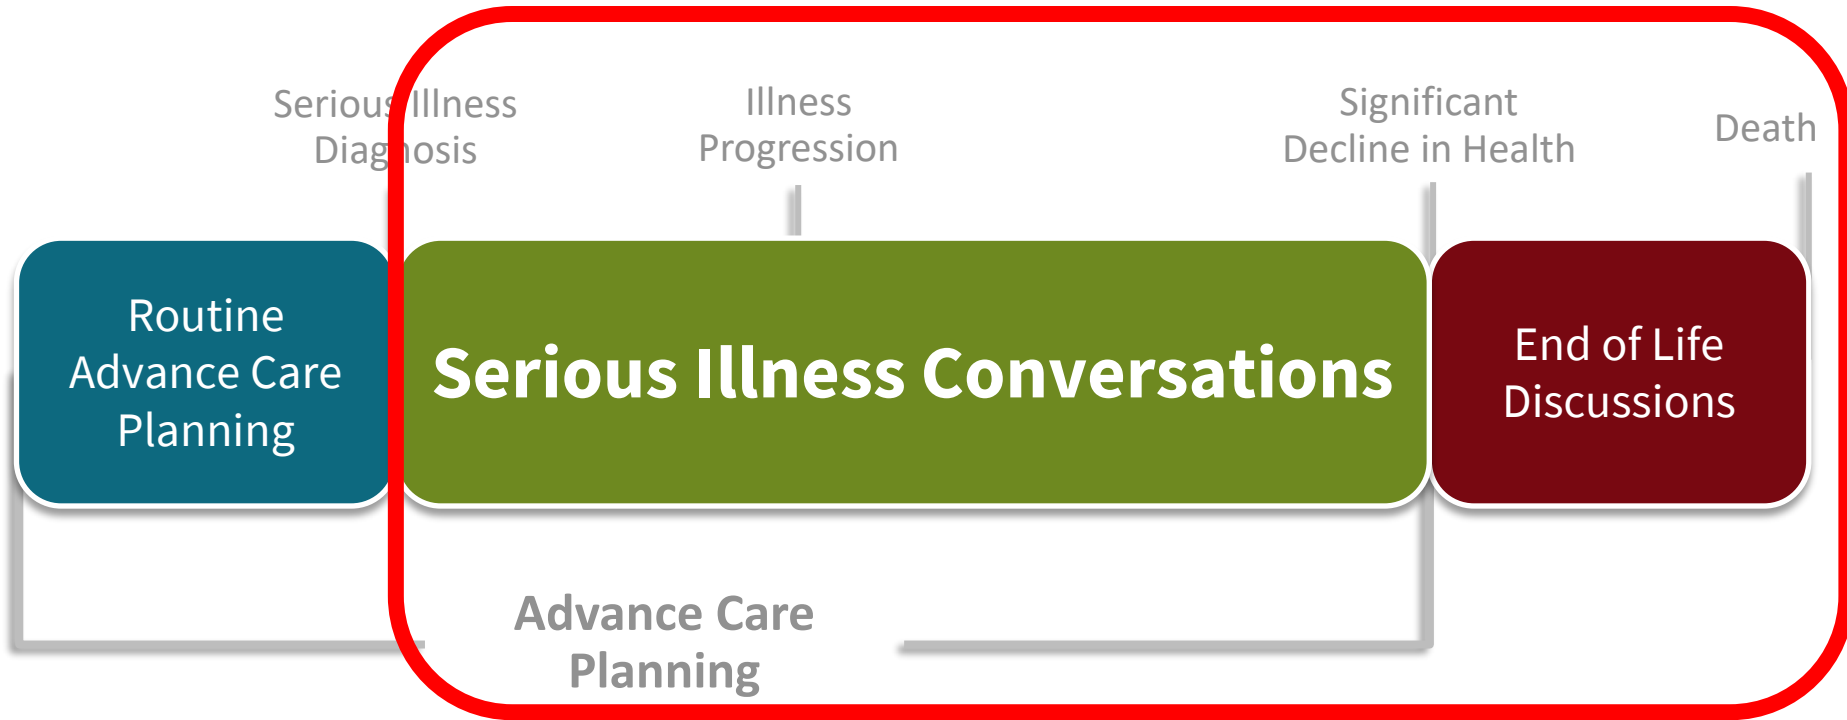 Serious Illness
Diagnosis
Illness
Progression
Significant
Decline in Health
Death
Routine
Advance Care
Planning
Serious Illness Conversations
End of Life
Discussions
Advance Care
Planning